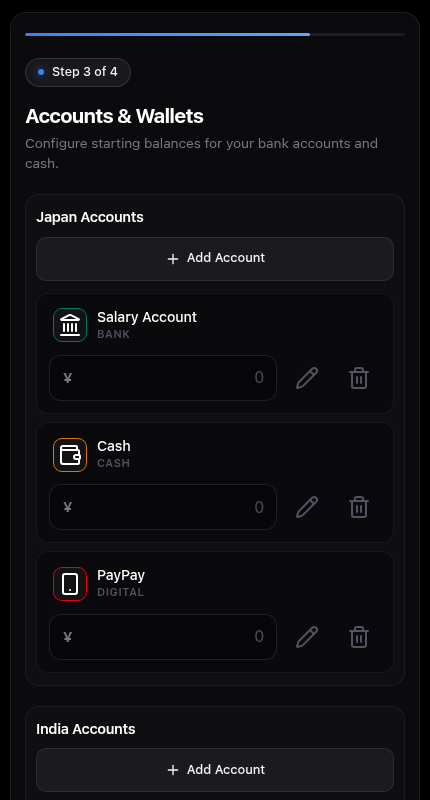 Step 3 of 4
Accounts & Wallets
Configure starting balances for your bank accounts and
cash.
Japan Accounts
+ Add Account
Salary Account
BANK
¥ 0
Cash
CASH
¥ 0
PayPay
DIGITAL
¥ 0
India Accounts
+ Add Account